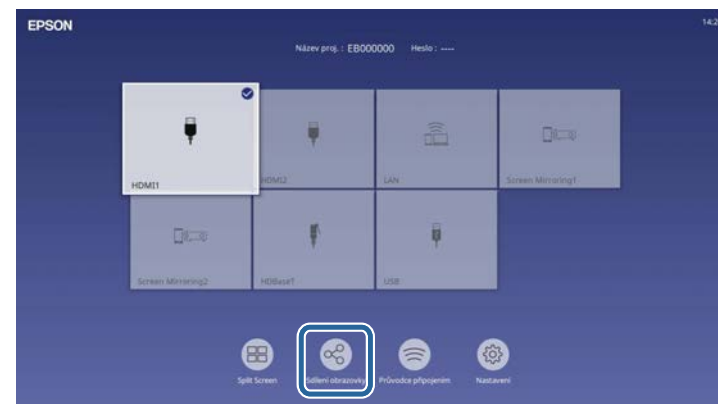 EPSON
Název proj. : EB000000 Heslo : ----
HDMI1
HDMI2
LAN
Screen Mirroring1
Screen Mirroring2
HDBaseT
USB
Split Screen
Sdílení obrazovky
Průvodce připojením
Nastavení